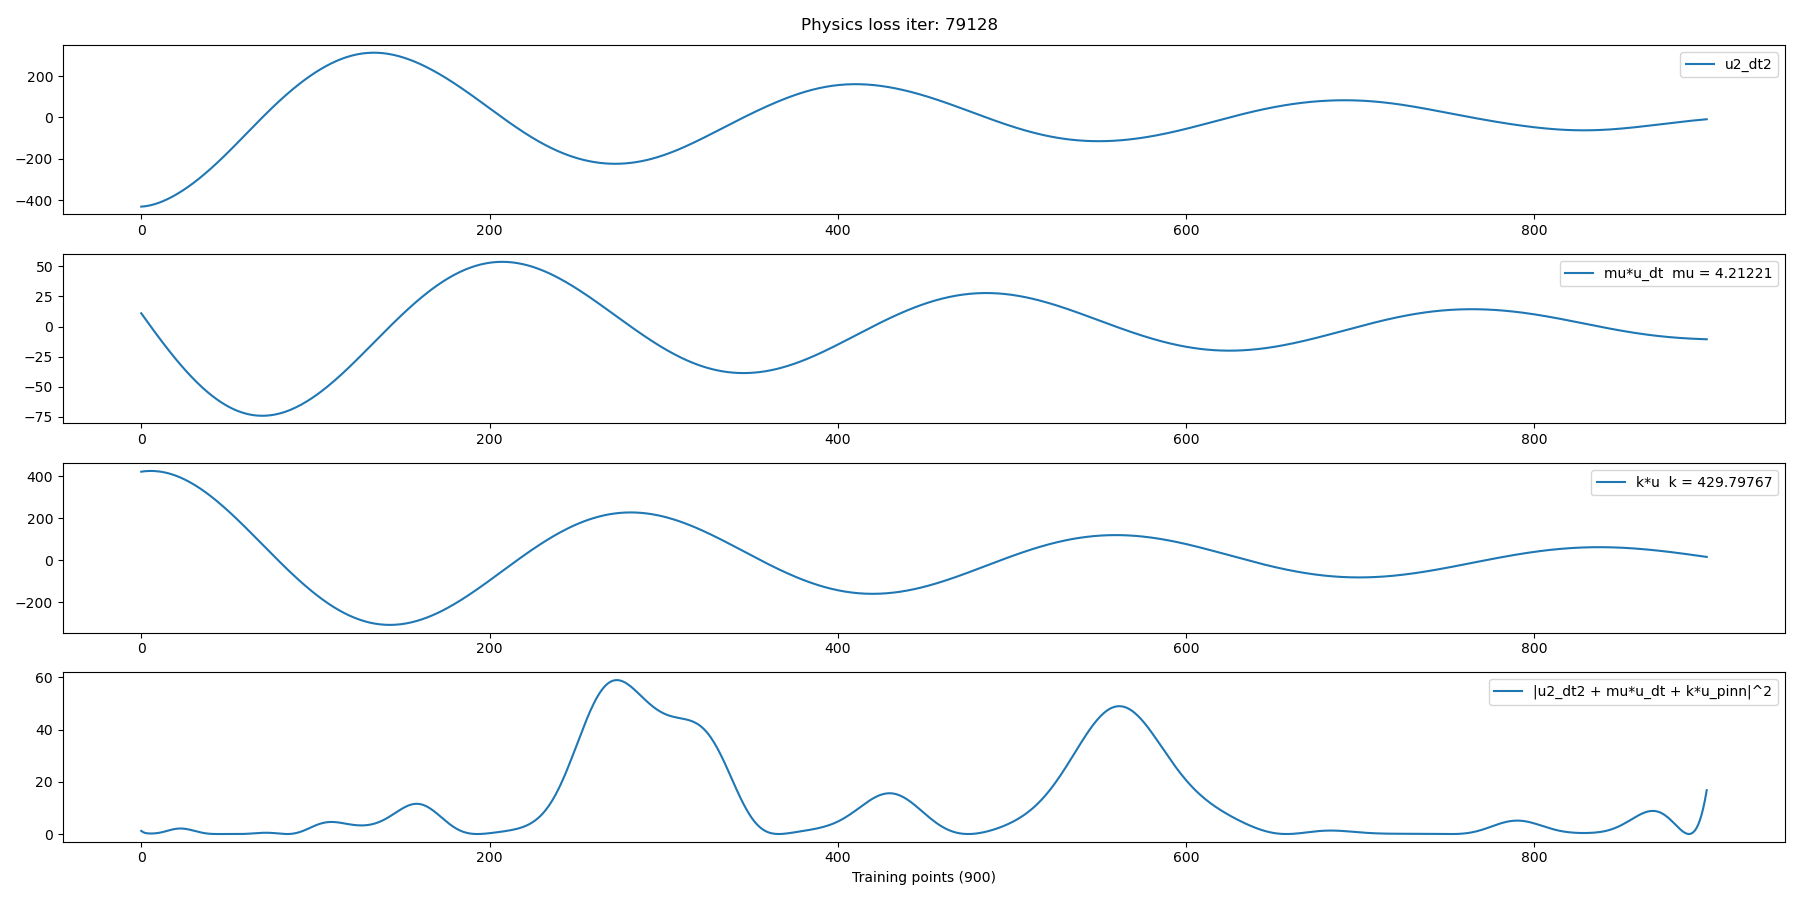 Physics loss iter: 79128
200
0
−200
−400
u2_dt2
0 200 400 600 800
50
25
0
−25
−50
−75
mu*u_dt  mu = 4.21221
0 200 400 600 800
400
200
0
−200
k*u  k = 429.79767
0 200 400 600 800
60
40
20
0
|u2_dt2 + mu*u_dt + k*u_pinn|^2
0 200 400 600 800
Training points (900)